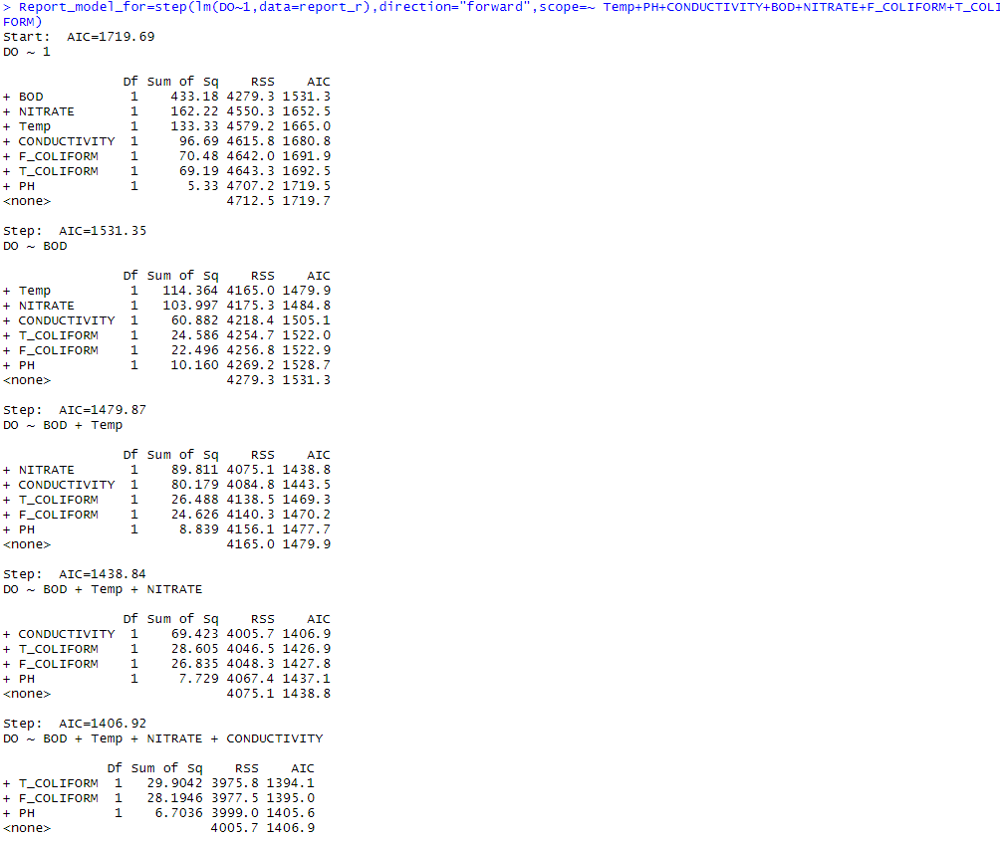 > Report_model_for=step(lm(DO~1,data=report_r),direction="forward",scope=~ Temp+PH+CONDUCTIVITY+BOD+NITRATE+F_COLIFORM+T_COLI
FORM)
Start:  AIC=1719.69
DO ~ 1
               Df Sum of Sq    RSS    AIC
+ BOD           1    433.18 4279.3 1531.3
+ NITRATE       1    162.22 4550.3 1652.5
+ Temp          1    133.33 4579.2 1665.0
+ CONDUCTIVITY  1     96.69 4615.8 1680.8
+ F_COLIFORM    1     70.48 4642.0 1691.9
+ T_COLIFORM    1     69.19 4643.3 1692.5
+ PH            1      5.33 4707.2 1719.5
<none>                      4712.5 1719.7
Step:  AIC=1531.35
DO ~ BOD
               Df Sum of Sq    RSS    AIC
+ Temp          1   114.364 4165.0 1479.9
+ NITRATE       1   103.997 4175.3 1484.8
+ CONDUCTIVITY  1    60.882 4218.4 1505.1
+ T_COLIFORM    1    24.586 4254.7 1522.0
+ F_COLIFORM    1    22.496 4256.8 1522.9
+ PH            1    10.160 4269.2 1528.7
<none>                      4279.3 1531.3
Step:  AIC=1479.87
DO ~ BOD + Temp
               Df Sum of Sq    RSS    AIC
+ NITRATE       1    89.811 4075.1 1438.8
+ CONDUCTIVITY  1    80.179 4084.8 1443.5
+ T_COLIFORM    1    26.488 4138.5 1469.3
+ F_COLIFORM    1    24.626 4140.3 1470.2
+ PH            1     8.839 4156.1 1477.7
<none>                      4165.0 1479.9
Step:  AIC=1438.84
DO ~ BOD + Temp + NITRATE
               Df Sum of Sq    RSS    AIC
+ CONDUCTIVITY  1    69.423 4005.7 1406.9
+ T_COLIFORM    1    28.605 4046.5 1426.9
+ F_COLIFORM    1    26.835 4048.3 1427.8
+ PH            1     7.729 4067.4 1437.1
<none>                      4075.1 1438.8
Step:  AIC=1406.92
DO ~ BOD + Temp + NITRATE + CONDUCTIVITY
             Df Sum of Sq    RSS    AIC
+ T_COLIFORM  1   29.9042 3975.8 1394.1
+ F_COLIFORM  1   28.1946 3977.5 1395.0
+ PH          1    6.7036 3999.0 1405.6
<none>                    4005.7 1406.9